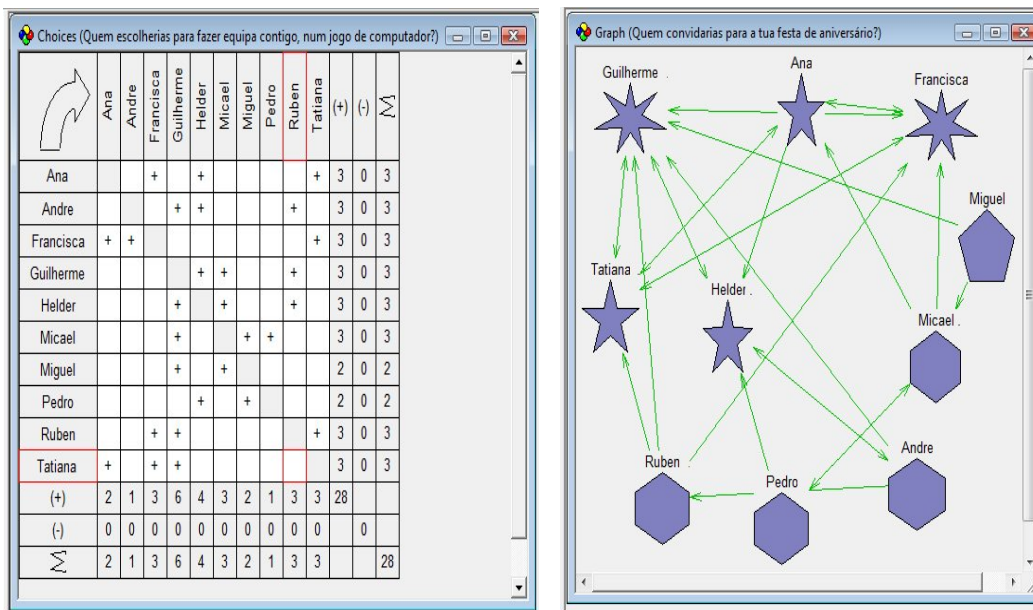 Choices (Quem escolherias para fazer equipa contigo, num jogo de computador?)
Ana Andre Francisca Guilherme Helder Micael Miguel Pedro Ruben Tatiana (+) (-) Σ
Ana + + + 3 0 3
Andre + + + 3 0 3
Francisca + + + 3 0 3
Guilherme + + + 3 0 3
Helder + + + 3 0 3
Micael + + + 3 0 3
Miguel + + 2 0 2
Pedro + + 2 0 2
Ruben + + + 3 0 3
Tatiana + + + 3 0 3
(+) 2 1 3 6 4 3 2 1 3 3 28
(-) 0 0 0 0 0 0 0 0 0 0 0
Σ 2 1 3 6 4 3 2 1 3 3 28
Graph (Quem convidarias para a tua festa de aniversário?)
Guilherme .
Ana
Francisca
Miguel
Tatiana .
Helder .
Micael .
Ruben .
Pedro
Andre